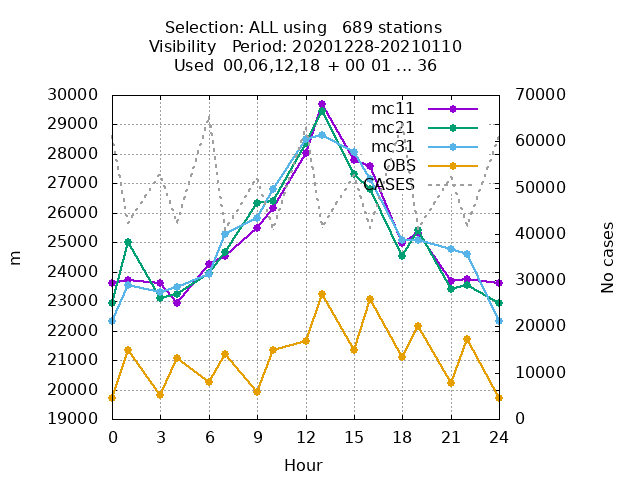 Selection: ALL using   689 stations
Visibility   Period: 20201228-20210110
Used 00,06,12,18 + 00 01 ... 36
30000
29000
28000
27000
26000
25000
24000
23000
22000
21000
20000
19000
70000
60000
50000
40000
30000
20000
10000
0
mc11
mc21
mc31
OBS
CASES
m
No cases
0 3 6 9 12 15 18 21 24
Hour